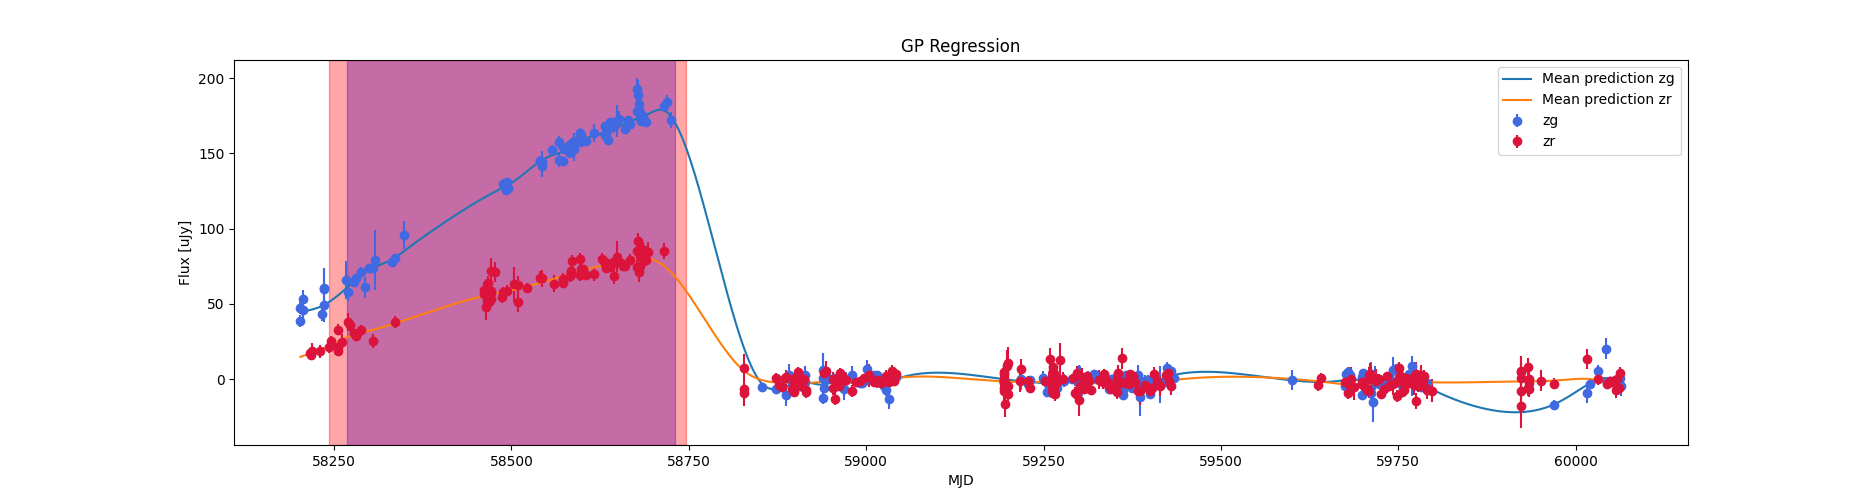 GP Regression
200
150
100
50
0
Flux [uJy]
58250 58500 58750 59000 59250 59500 59750 60000
MJD
Mean prediction zg
Mean prediction zr
zg
zr